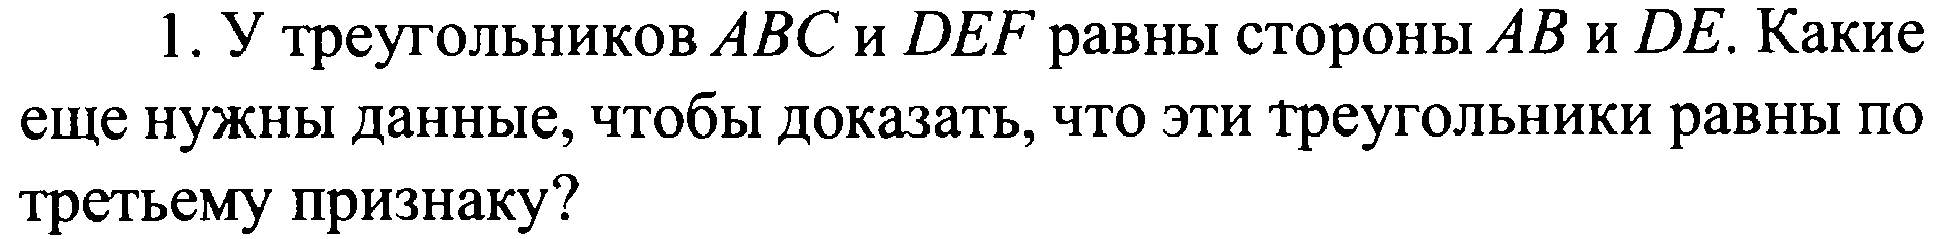 1. У треугольников ABC и DEF равны стороны AB и DE. Какие
еще нужны данные, чтобы доказать, что эти треугольники равны по
третьему признаку?